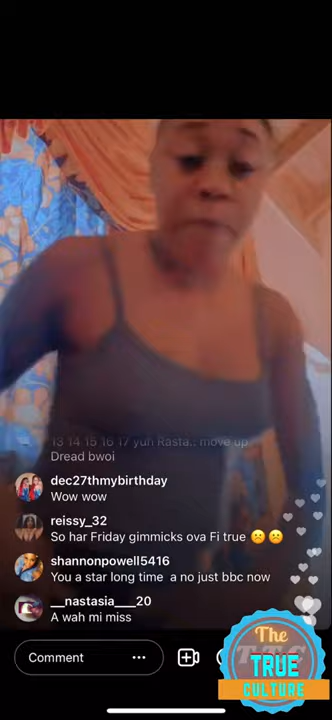 13 14 15 16 17 yuh Rasta.: move up
Dread bwoi
dec27thmybirthday
Wow wow
reissy_32
So har Friday gimmicks ova Fi true ☹️☹️
shannonpowell5416
You a star long time a no just bbc now
__nastasia____20
A wah mi miss
Comment
The
TRUE
CULTURE